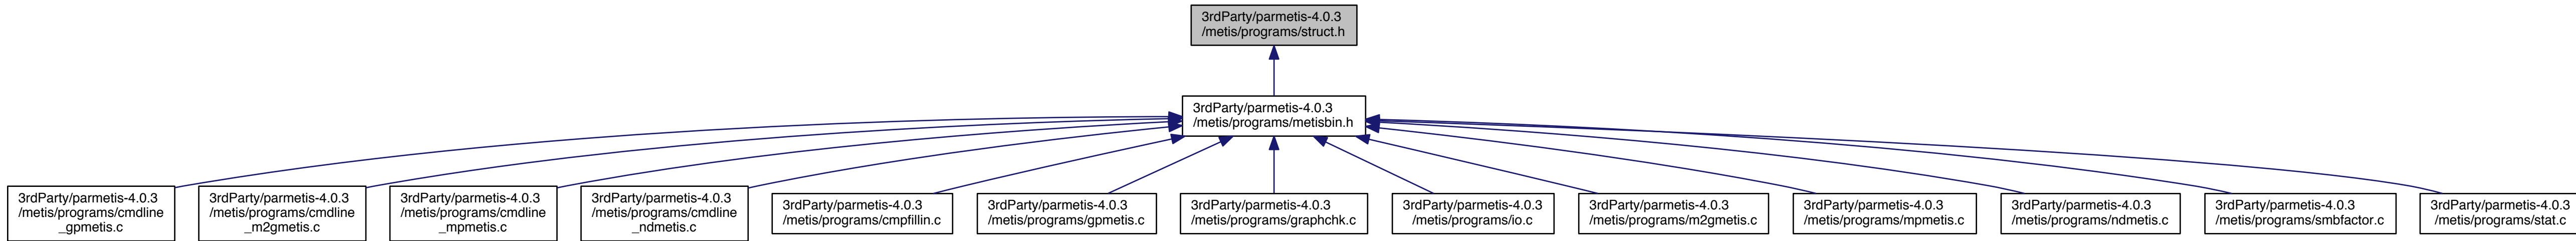 3rdParty/parmetis-4.0.3
/metis/programs/struct.h
3rdParty/parmetis-4.0.3
/metis/programs/metisbin.h
3rdParty/parmetis-4.0.3
/metis/programs/cmdline
_gpmetis.c
3rdParty/parmetis-4.0.3
/metis/programs/cmdline
_m2gmetis.c
3rdParty/parmetis-4.0.3
/metis/programs/cmdline
_mpmetis.c
3rdParty/parmetis-4.0.3
/metis/programs/cmdline
_ndmetis.c
3rdParty/parmetis-4.0.3
/metis/programs/cmpfillin.c
3rdParty/parmetis-4.0.3
/metis/programs/gpmetis.c
3rdParty/parmetis-4.0.3
/metis/programs/graphchk.c
3rdParty/parmetis-4.0.3
/metis/programs/io.c
3rdParty/parmetis-4.0.3
/metis/programs/m2gmetis.c
3rdParty/parmetis-4.0.3
/metis/programs/mpmetis.c
3rdParty/parmetis-4.0.3
/metis/programs/ndmetis.c
3rdParty/parmetis-4.0.3
/metis/programs/smbfactor.c
3rdParty/parmetis-4.0.3
/metis/programs/stat.c